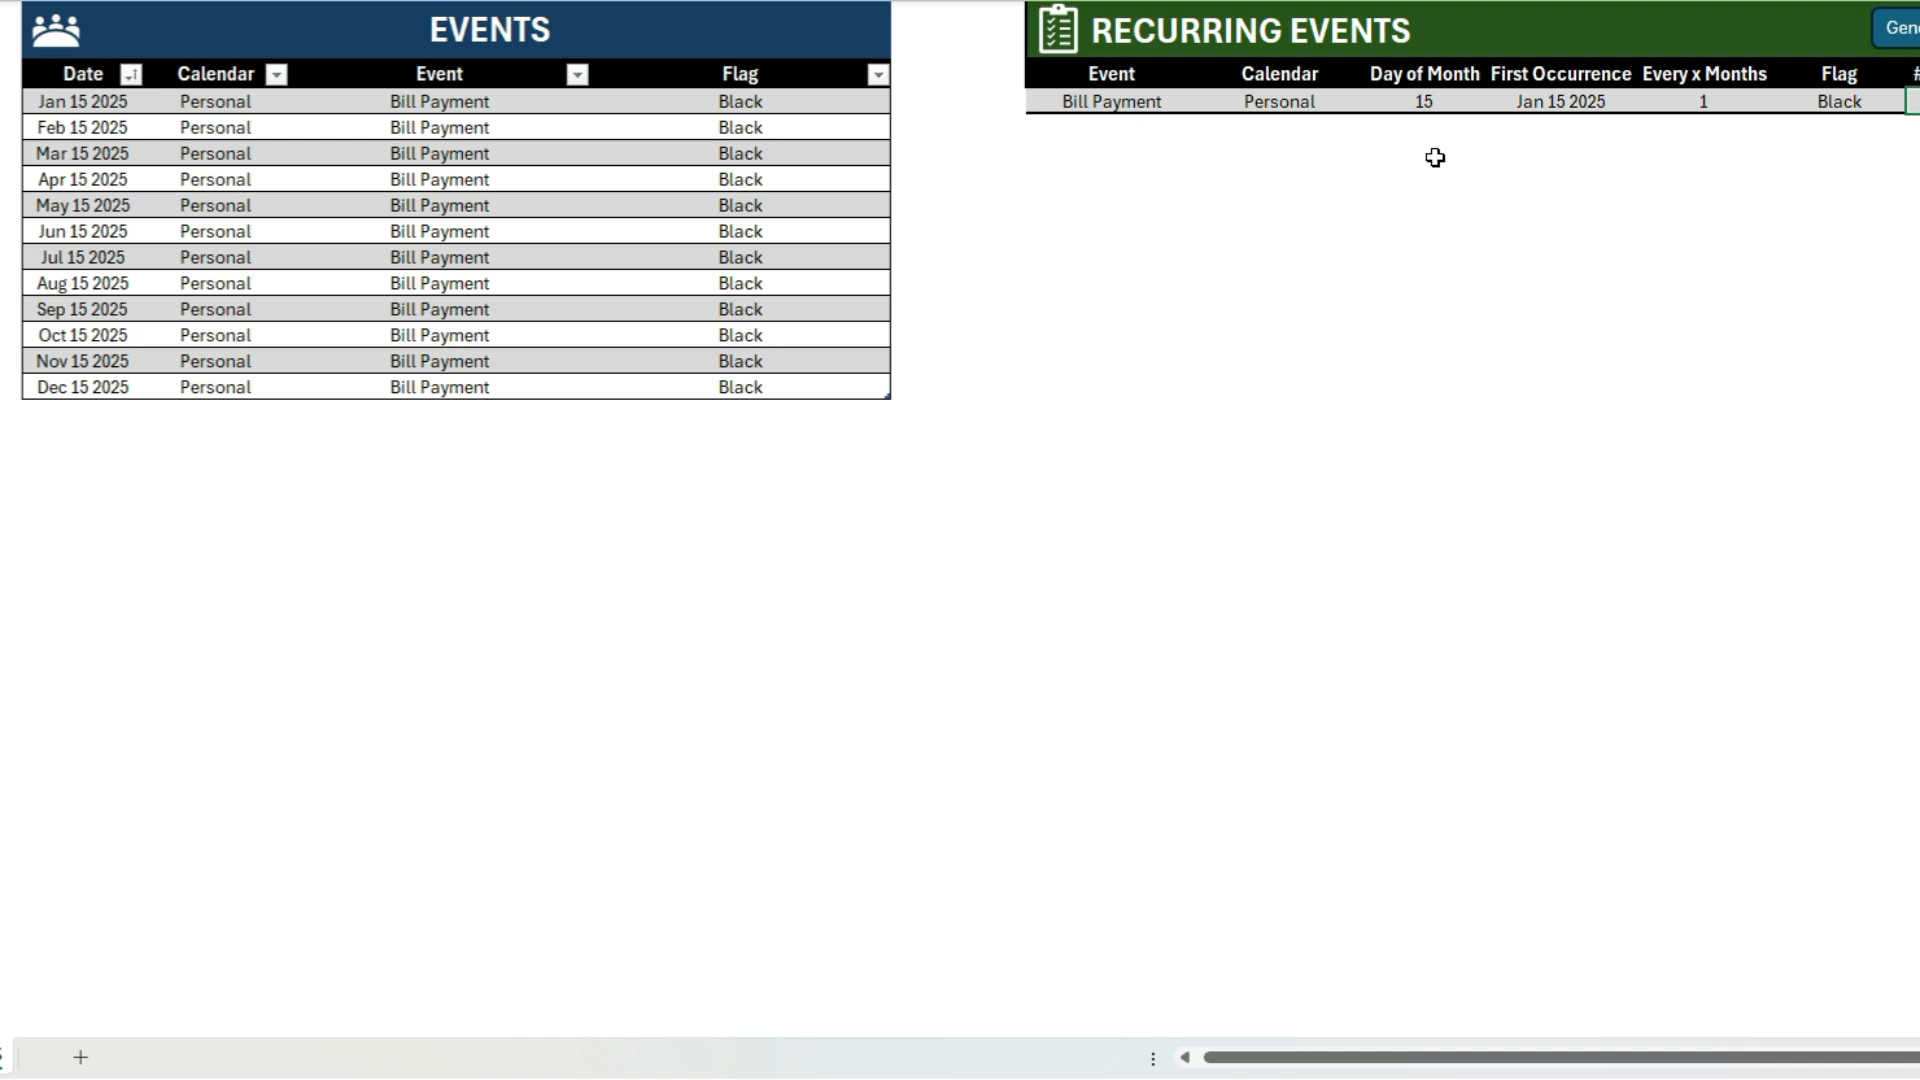 EVENTS
Date Calendar Event Flag
Jan 15 2025 Personal Bill Payment Black
Feb 15 2025 Personal Bill Payment Black
Mar 15 2025 Personal Bill Payment Black
Apr 15 2025 Personal Bill Payment Black
May 15 2025 Personal Bill Payment Black
Jun 15 2025 Personal Bill Payment Black
Jul 15 2025 Personal Bill Payment Black
Aug 15 2025 Personal Bill Payment Black
Sep 15 2025 Personal Bill Payment Black
Oct 15 2025 Personal Bill Payment Black
Nov 15 2025 Personal Bill Payment Black
Dec 15 2025 Personal Bill Payment Black
RECURRING EVENTS
Event Calendar Day of Month First Occurrence Every x Months Flag #
Bill Payment Personal 15 Jan 15 2025 1 Black